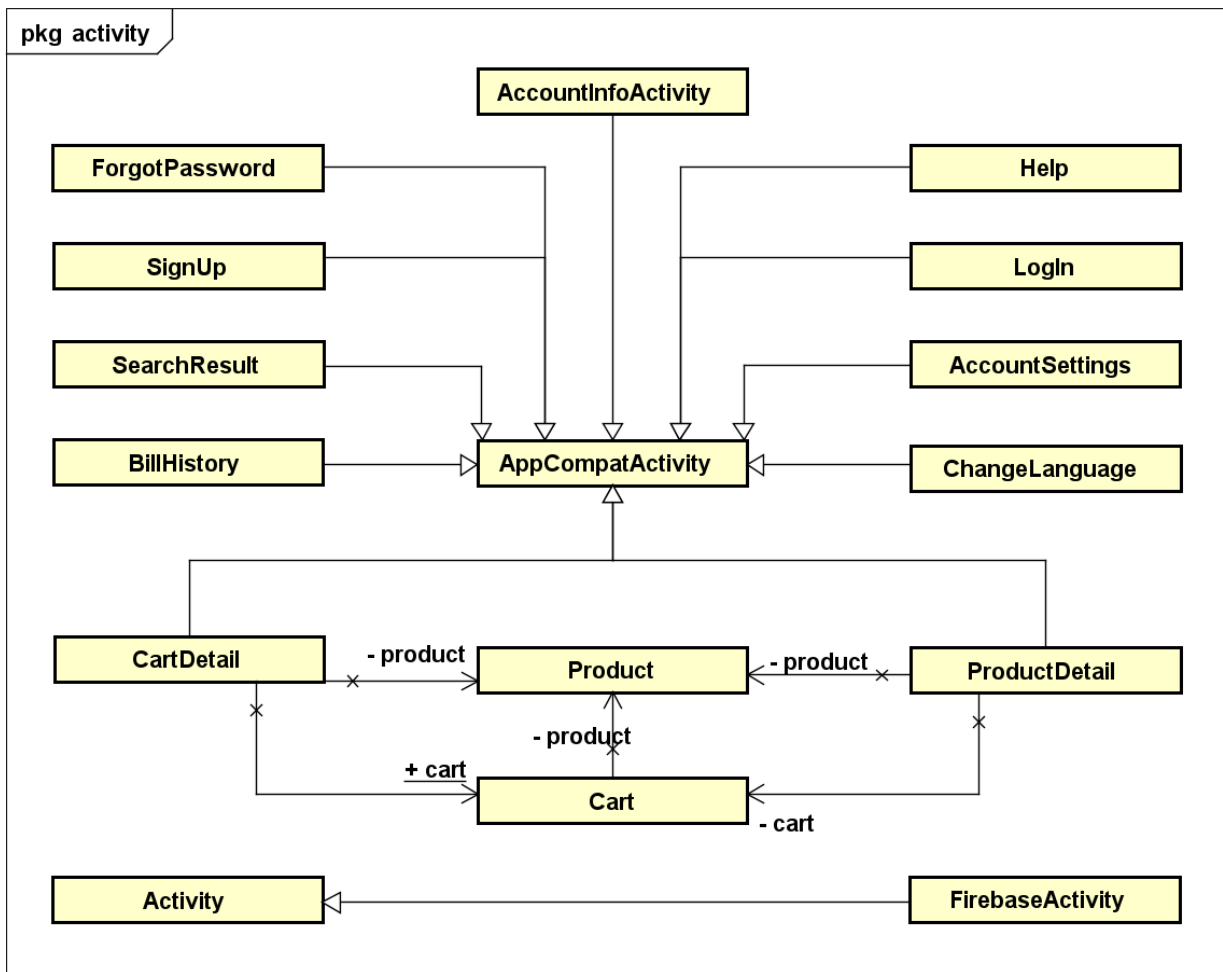 pkg activity
AccountInfoActivity
ForgotPassword
Help
SignUp
LogIn
SearchResult
AccountSettings
BillHistory
AppCompatActivity
ChangeLanguage
CartDetail
- product
Product
- product
ProductDetail
- product
+ cart
Cart
- cart
Activity
FirebaseActivity